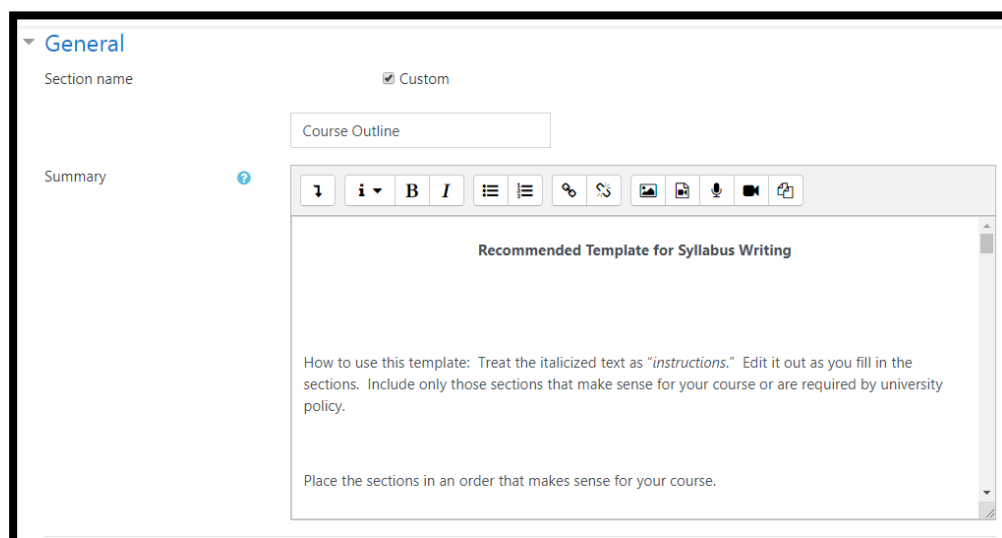 General
Section name
Custom
Course Outline
Summary
i B I
Recommended Template for Syllabus Writing
How to use this template:  Treat the italicized text as "instructions."  Edit it out as you fill in the
sections.  Include only those sections that make sense for your course or are required by university
policy.
Place the sections in an order that makes sense for your course.